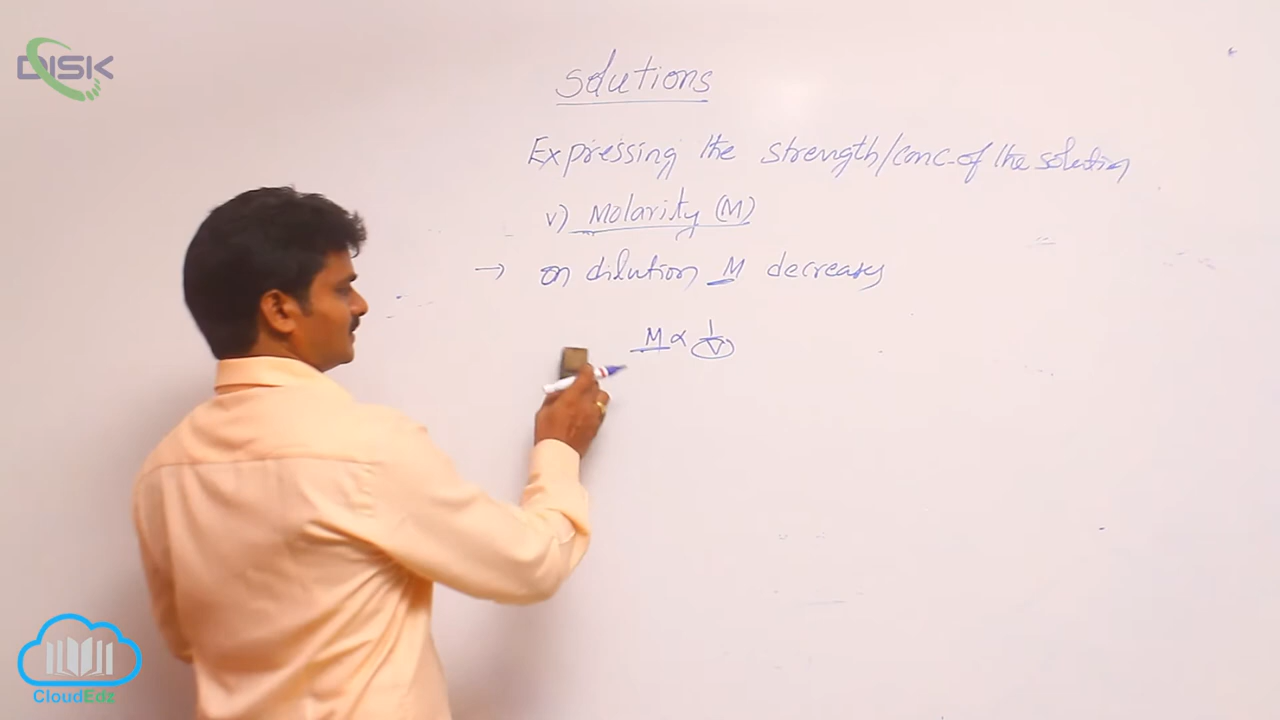 DISK
Solutions
Expressing the strength/conc. of the solution
v) Molarity (M)
→ on dilution M decreases
M ∝ 1/V
CloudEdz